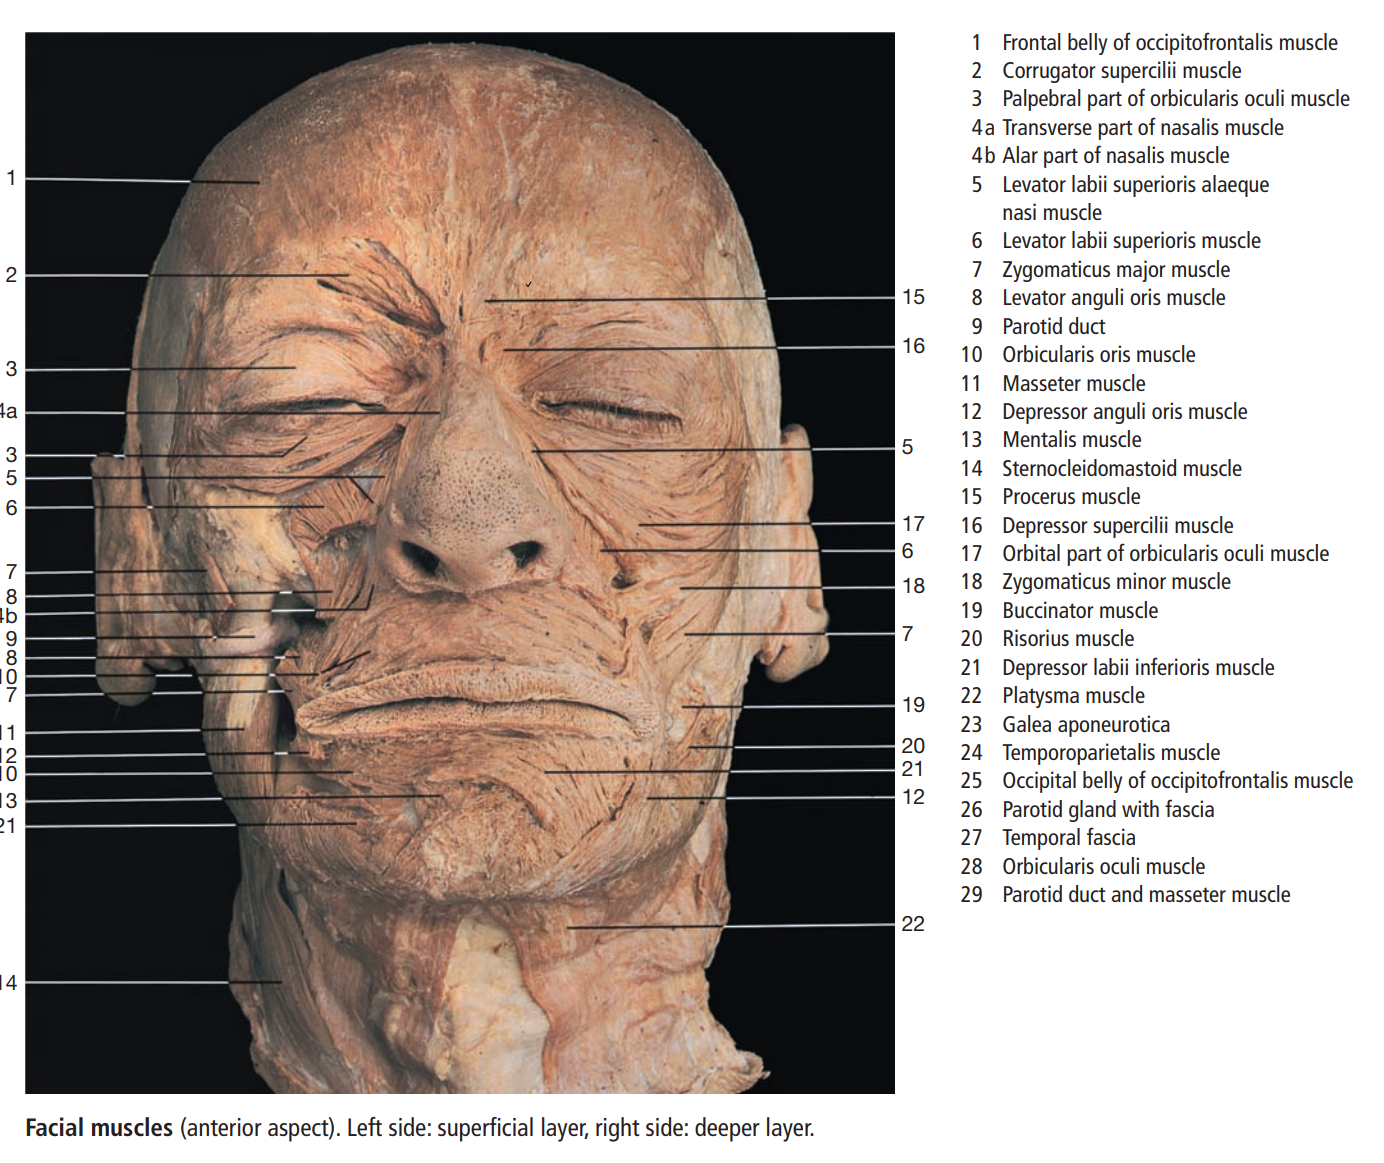 1
2
3
4a
3
5
6
7
8
4b
9
8
10
7
11
12
10
13
21
14
15
16
5
17
6
18
7
19
20
21
12
22
1 Frontal belly of occipitofrontalis muscle
2 Corrugator supercilii muscle
3 Palpebral part of orbicularis oculi muscle
4a Transverse part of nasalis muscle
4b Alar part of nasalis muscle
5 Levator labii superioris alaeque
nasi muscle
6 Levator labii superioris muscle
7 Zygomaticus major muscle
8 Levator anguli oris muscle
9 Parotid duct
10 Orbicularis oris muscle
11 Masseter muscle
12 Depressor anguli oris muscle
13 Mentalis muscle
14 Sternocleidomastoid muscle
15 Procerus muscle
16 Depressor supercilii muscle
17 Orbital part of orbicularis oculi muscle
18 Zygomaticus minor muscle
19 Buccinator muscle
20 Risorius muscle
21 Depressor labii inferioris muscle
22 Platysma muscle
23 Galea aponeurotica
24 Temporoparietalis muscle
25 Occipital belly of occipitofrontalis muscle
26 Parotid gland with fascia
27 Temporal fascia
28 Orbicularis oculi muscle
29 Parotid duct and masseter muscle
Facial muscles (anterior aspect). Left side: superficial layer, right side: deeper layer.